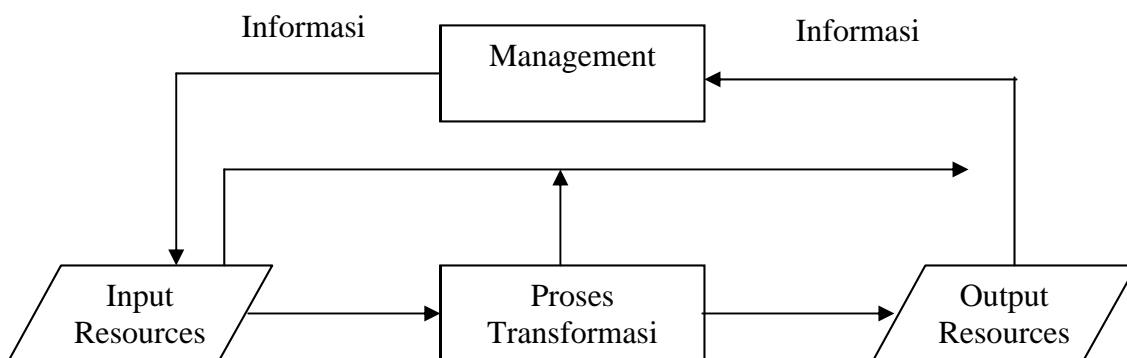 Informasi
Management
Informasi
Input
Resources
Proses
Transformasi
Output
Resources